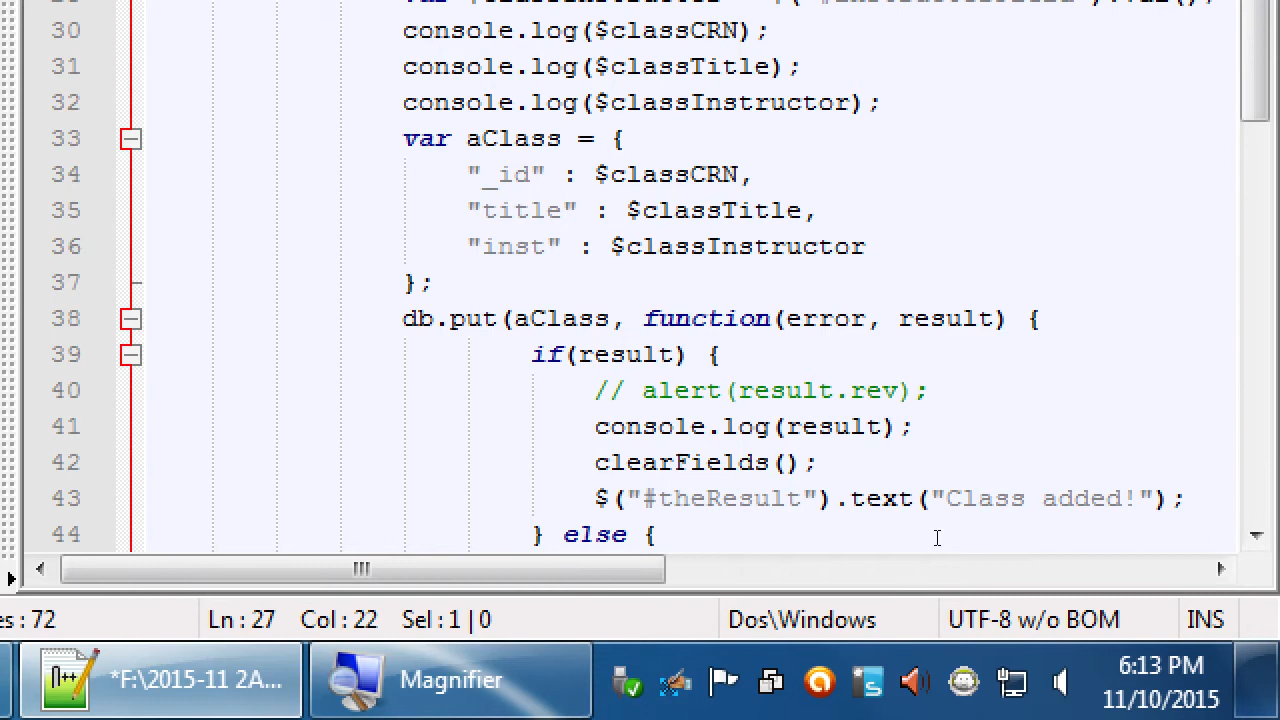 30 console.log($classCRN);
31 console.log($classTitle);
32 console.log($classInstructor);
33 var aClass = {
34 "_id" : $classCRN,
35 "title" : $classTitle,
36 "inst" : $classInstructor
37 };
38 db.put(aClass, function(error, result) {
39 if(result) {
40 // alert(result.rev);
41 console.log(result);
42 clearFields();
43 $("#theResult").text("Class added!");
44 } else {
es : 72 Ln : 27 Col : 22 Sel : 1 | 0 Dos\Windows UTF-8 w/o BOM INS
*F:\2015-11 2A... Magnifier 6:13 PM
11/10/2015